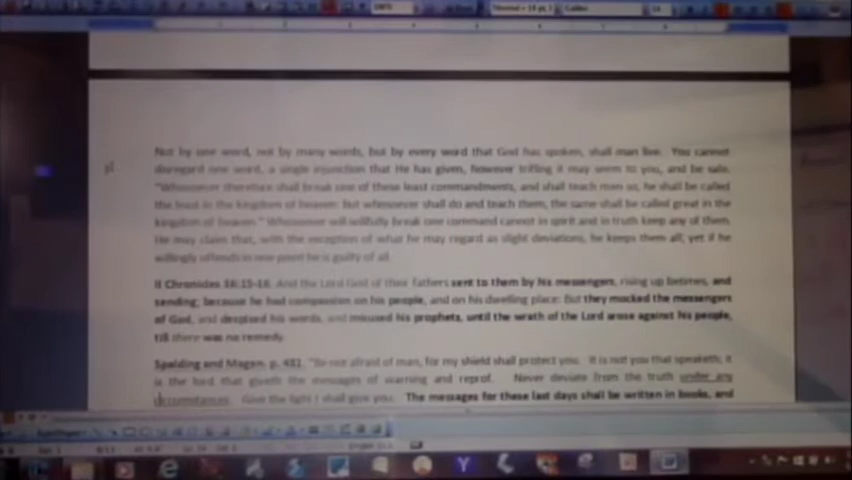 Not by one word, not by many words, but by every word that God has spoken, shall man live. You cannot
disregard one word, a single injunction that He has given, however trifling it may seem to you, and be safe.
"Whosoever therefore shall break one of these least commandments, and shall teach men so, he shall be called
the least in the kingdom of heaven: but whosoever shall do and teach them, the same shall be called great in the
kingdom of heaven." Whosoever will willfully break one command cannot in spirit and in truth keep any of them.
He may claim that, with the exception of what he may regard as slight deviations, he keeps them all; yet if he
willingly offends in one point he is guilty of all.
II Chronicles 36:15-16. And the Lord God of their fathers sent to them by his messengers, rising up betimes, and
sending; because he had compassion on his people, and on his dwelling place: But they mocked the messengers
of God, and despised his words, and misused his prophets, until the wrath of the Lord arose against his people,
till there was no remedy.
Spalding and Magan. p. 481. "Be not afraid of man, for my shield shall protect you. It is not you that speaketh; it
is the lord that giveth the messages of warning and reprof. Never deviate from the truth under any
circomstances. Give the light I shall give you. The messages for these last days shall be written in books, and